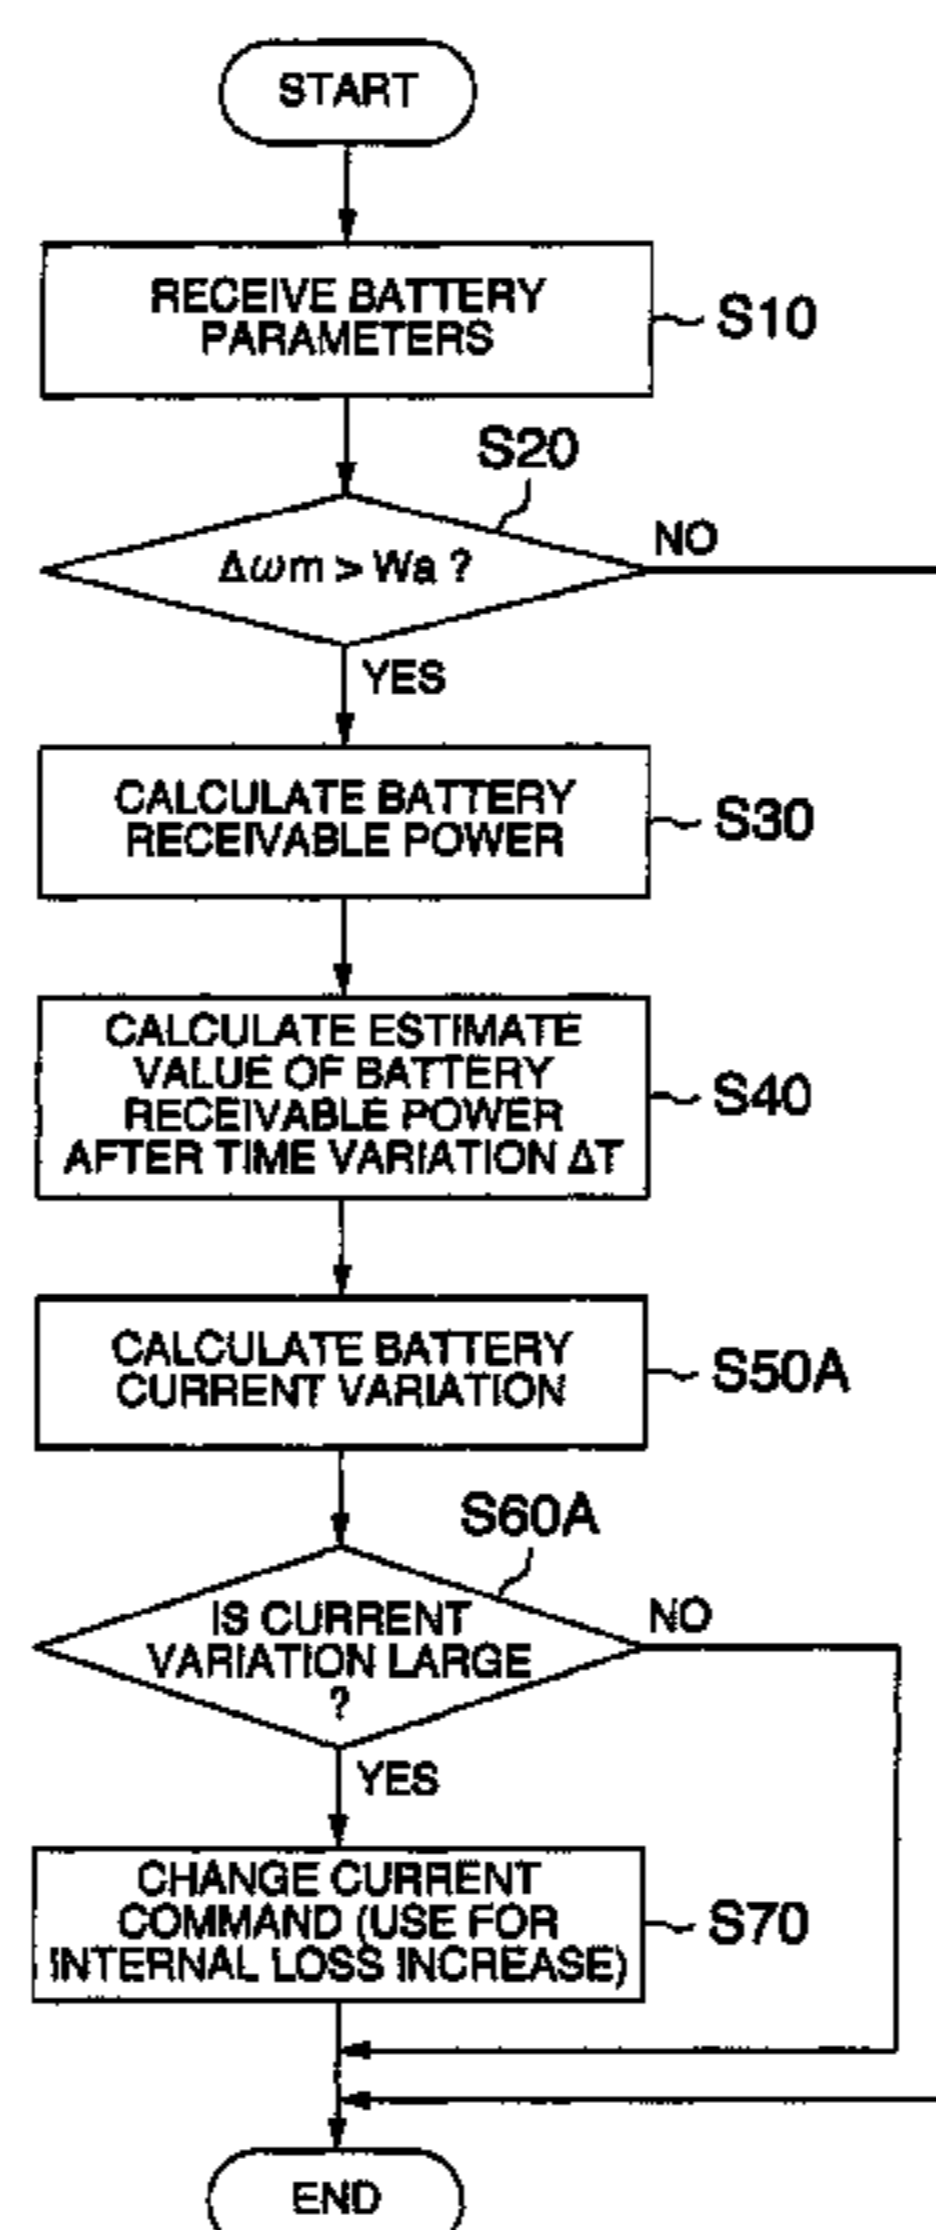 START
RECEIVE BATTERY
PARAMETERS
S10
S20
Δωm > Wa ?
NO
YES
CALCULATE BATTERY
RECEIVABLE POWER
S30
CALCULATE ESTIMATE
VALUE OF BATTERY
RECEIVABLE POWER
AFTER TIME VARIATION ΔT
S40
CALCULATE BATTERY
CURRENT VARIATION
S50A
S60A
IS CURRENT
VARIATION LARGE
?
NO
YES
CHANGE CURRENT
COMMAND (USE FOR
INTERNAL LOSS INCREASE)
S70
END